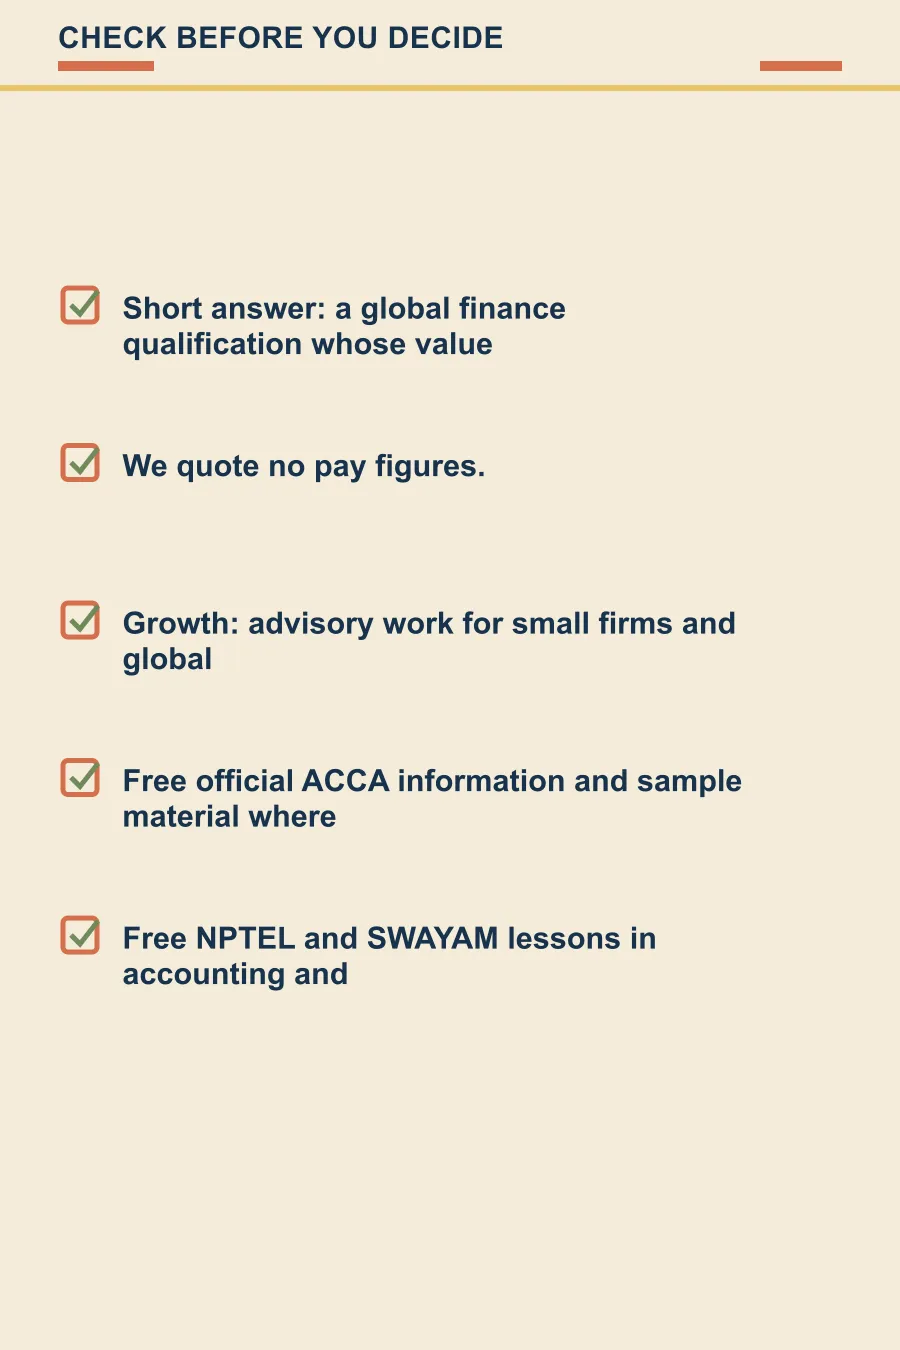 CHECK BEFORE YOU DECIDE
Short answer: a global finance
qualification whose value
We quote no pay figures.
Growth: advisory work for small firms and
global
Free official ACCA information and sample
material where
Free NPTEL and SWAYAM lessons in
accounting and